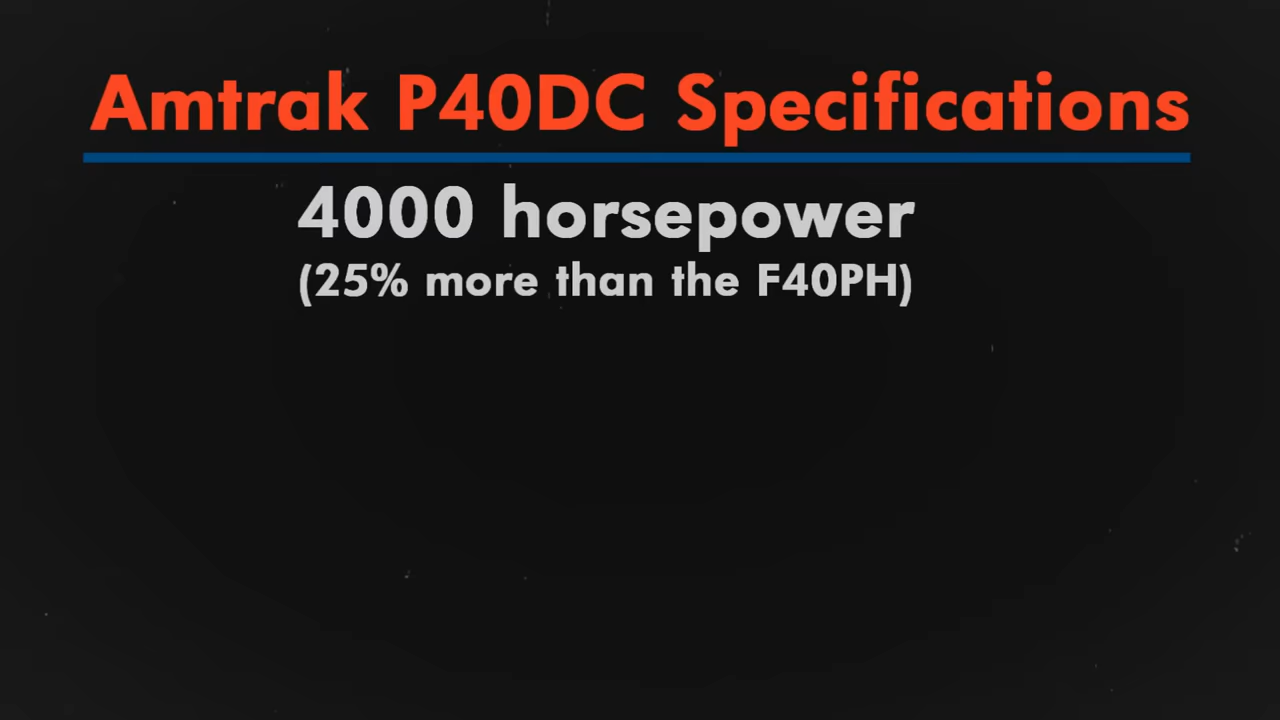 Amtrak P40DC Specifications
4000 horsepower
(25% more than the F40PH)